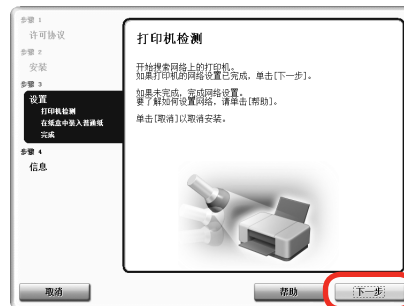 步骤 1
许可协议
步骤 2
安装
步骤 3
设置
打印机检测
在纸盒中装入普通纸
完成
步骤 4
信息
打印机检测
开始搜索网络上的打印机。
如果打印机的网络设置已完成，单击[下一步]。
如果未完成，完成网络设置。
要了解如何设置网络，请单击[帮助]。
单击[取消]以取消安装。
取消
帮助
下一步